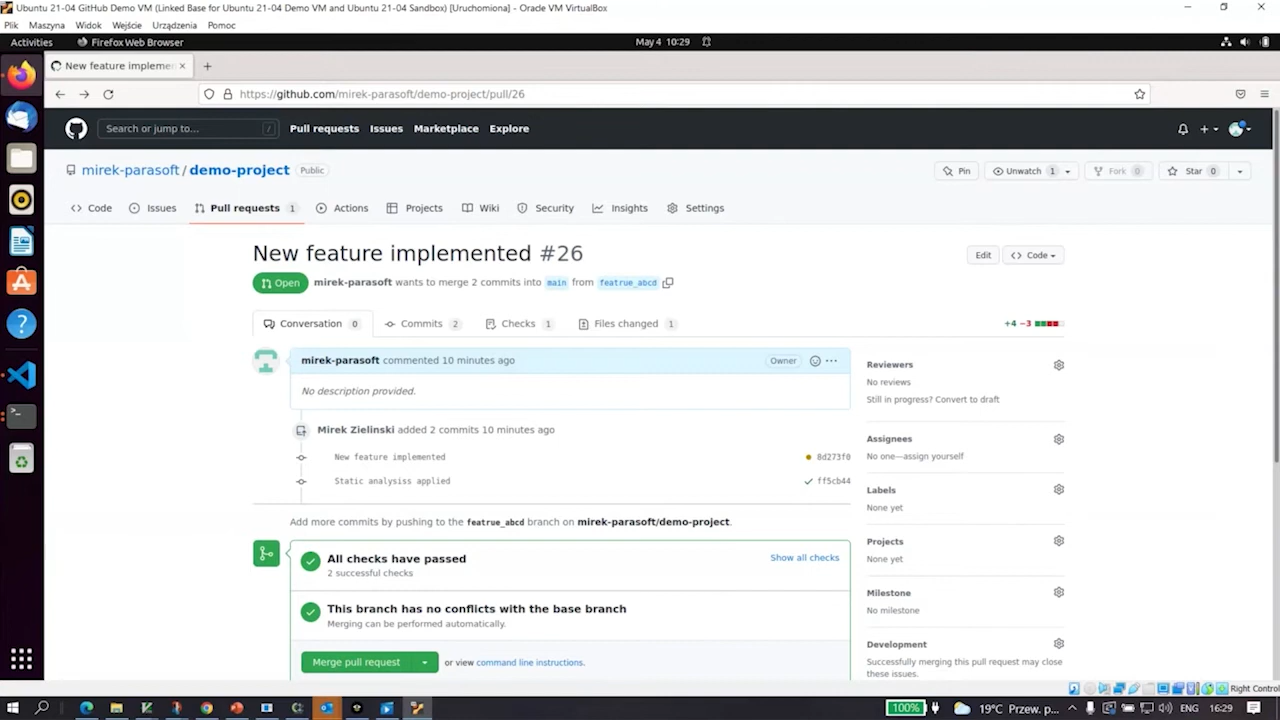 Ubuntu 21-04 GitHub Demo VM (Linked Base for Ubuntu 21-04 Demo VM and Ubuntu 21-04 Sandbox) [Uruchomiona] - Oracle VM VirtualBox
Plik Maszyna Widok Wejście Urządzenia Pomoc
Activities Firefox Web Browser May 4 10:29
New feature implemen
https://github.com/mirek-parasoft/demo-project/pull/26
Search or jump to... / Pull requests Issues Marketplace Explore
mirek-parasoft / demo-project Public Pin Unwatch 1 Fork 0 Star 0
Code Issues Pull requests 1 Actions Projects Wiki Security Insights Settings
New feature implemented #26 Edit Code
Open mirek-parasoft wants to merge 2 commits into main from featrue_abcd
Conversation 0 Commits 2 Checks 1 Files changed 1 +4 −3
mirek-parasoft commented 10 minutes ago Owner
No description provided.
Mirek Zielinski added 2 commits 10 minutes ago
New feature implemented 8d273f0
Static analysiss applied ff5cb44
Add more commits by pushing to the featrue_abcd branch on mirek-parasoft/demo-project.
All checks have passed Show all checks
2 successful checks
This branch has no conflicts with the base branch
Merging can be performed automatically.
Merge pull request or view command line instructions.
Reviewers
No reviews
Still in progress? Convert to draft
Assignees
No one—assign yourself
Labels
None yet
Projects
None yet
Milestone
No milestone
Development
Successfully merging this pull request may close
these issues.
Right Control
100% 19°C Przew. p... ENG 16:29